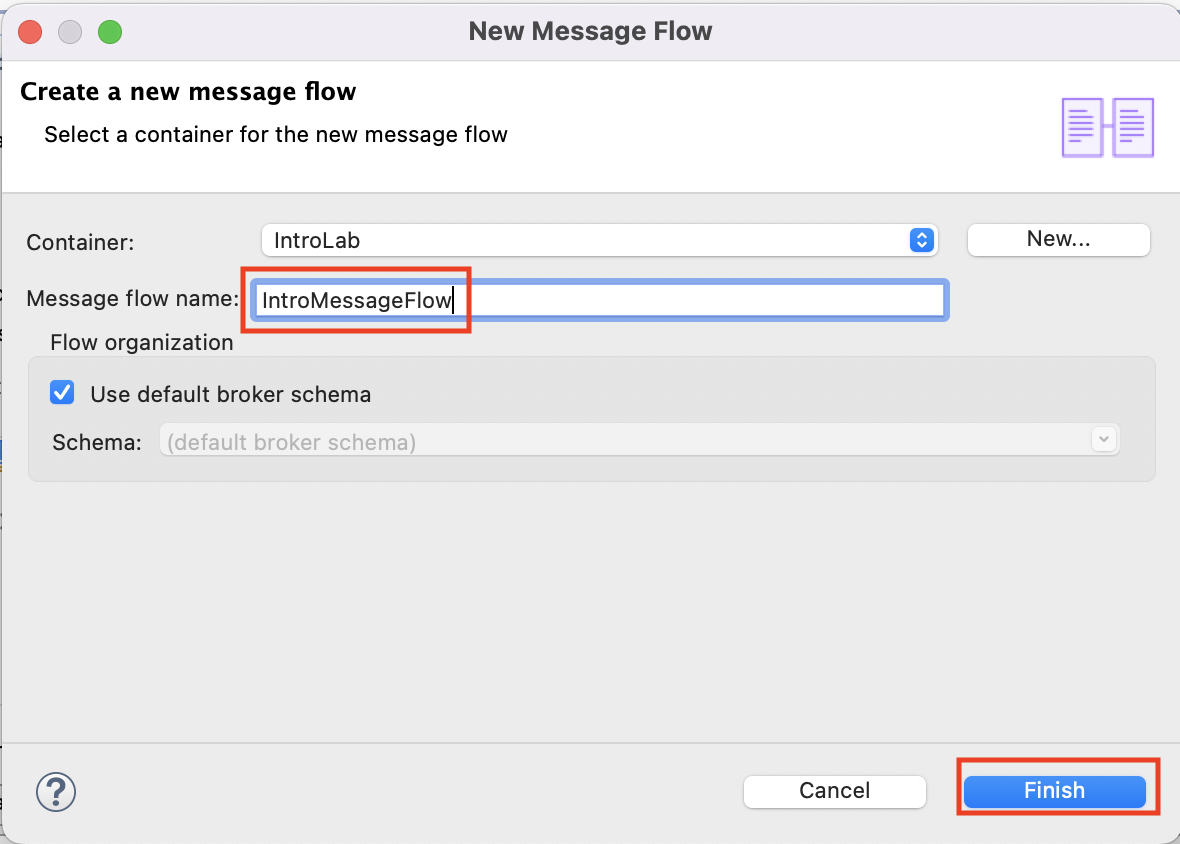 New Message Flow
Create a new message flow
Select a container for the new message flow
Container: IntroLab New...
Message flow name: IntroMessageFlow
Flow organization
Use default broker schema
Schema: (default broker schema)
? Cancel Finish